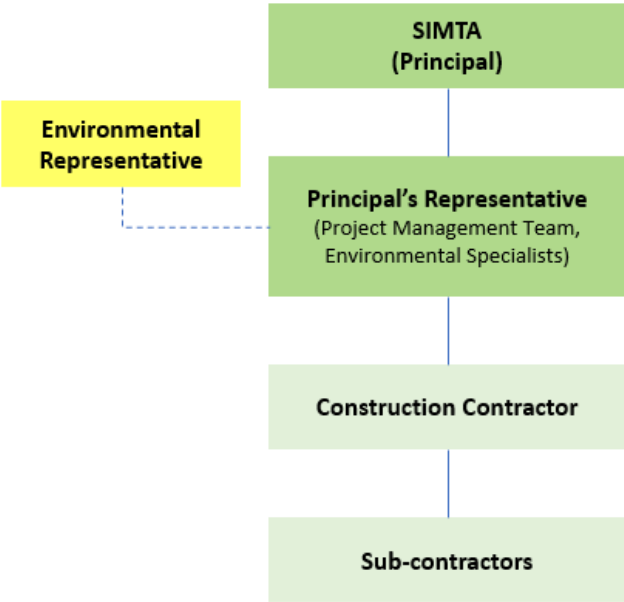 SIMTA
(Principal)
Environmental
Representative
Principal's Representative
(Project Management Team,
Environmental Specialists)
Construction Contractor
Sub-contractors